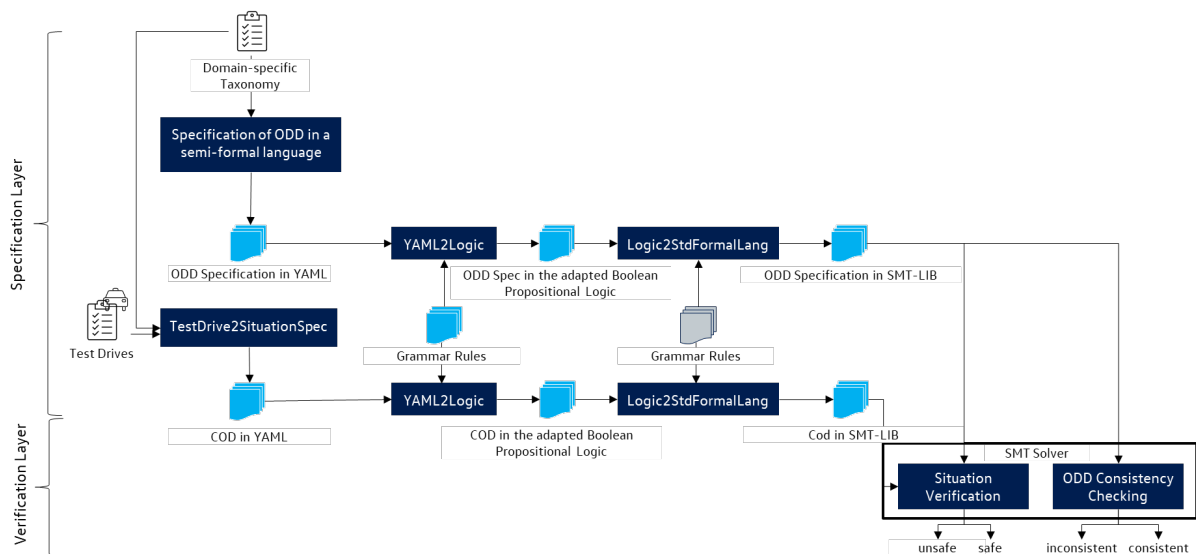 Domain-specific
Taxonomy
Specification of ODD in a
semi-formal language
Specification Layer
YAML2Logic
Logic2StdFormalLang
ODD Specification in YAML
ODD Spec in the adapted Boolean
Propositional Logic
ODD Specification in SMT-LIB
TestDrive2SituationSpec
Test Drives
Grammar Rules
Grammar Rules
YAML2Logic
Logic2StdFormalLang
COD in YAML
COD in the adapted Boolean
Propositional Logic
Cod in SMT-LIB
Verification Layer
SMT Solver
Situation
Verification
ODD Consistency
Checking
unsafe
safe
inconsistent
consistent